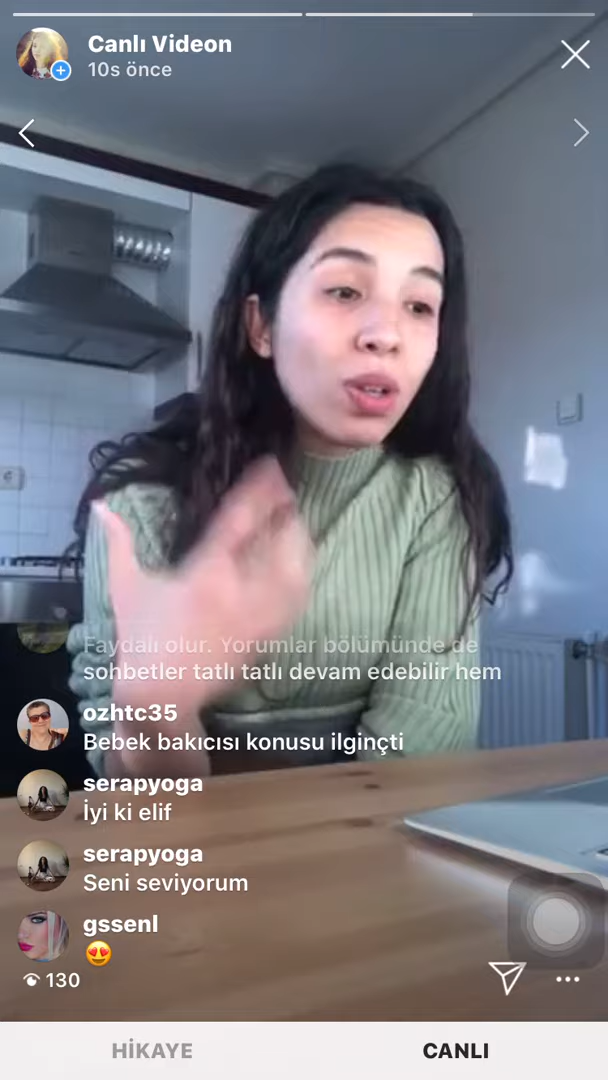 Canlı Videon
10s önce
Faydalı olur. Yorumlar bölümünde de
sohbetler tatlı tatlı devam edebilir hem
ozhtc35
Bebek bakıcısı konusu ilginçti
serapyoga
İyi ki elif
serapyoga
Seni seviyorum
gssenl
😍
130
HİKAYE
CANLI